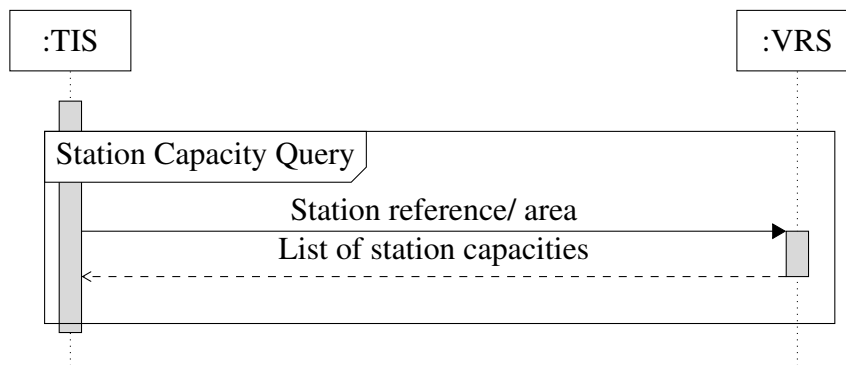 :TIS
:VRS
Station Capacity Query
Station reference/ area
List of station capacities